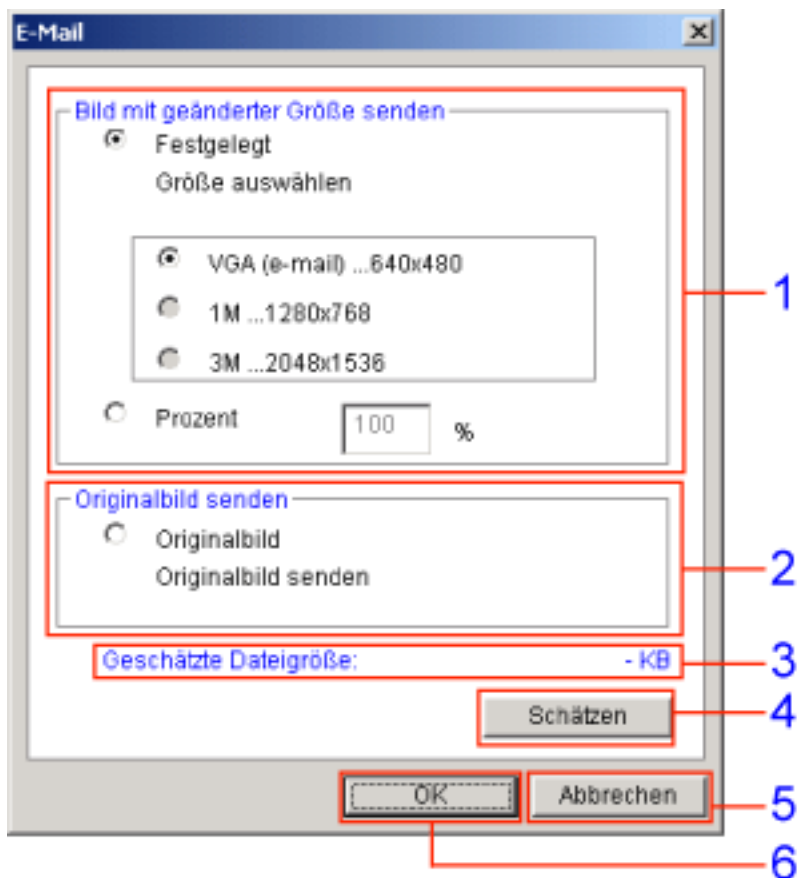 E-Mail
Bild mit geänderter Größe senden
Festgelegt
Größe auswählen
VGA (e-mail) ...640x480
1M ...1280x768
3M ...2048x1536
Prozent 100 %
1
Originalbild senden
Originalbild
Originalbild senden
2
Geschätzte Dateigröße: - KB
3
Schätzen
4
OK Abbrechen
5
6